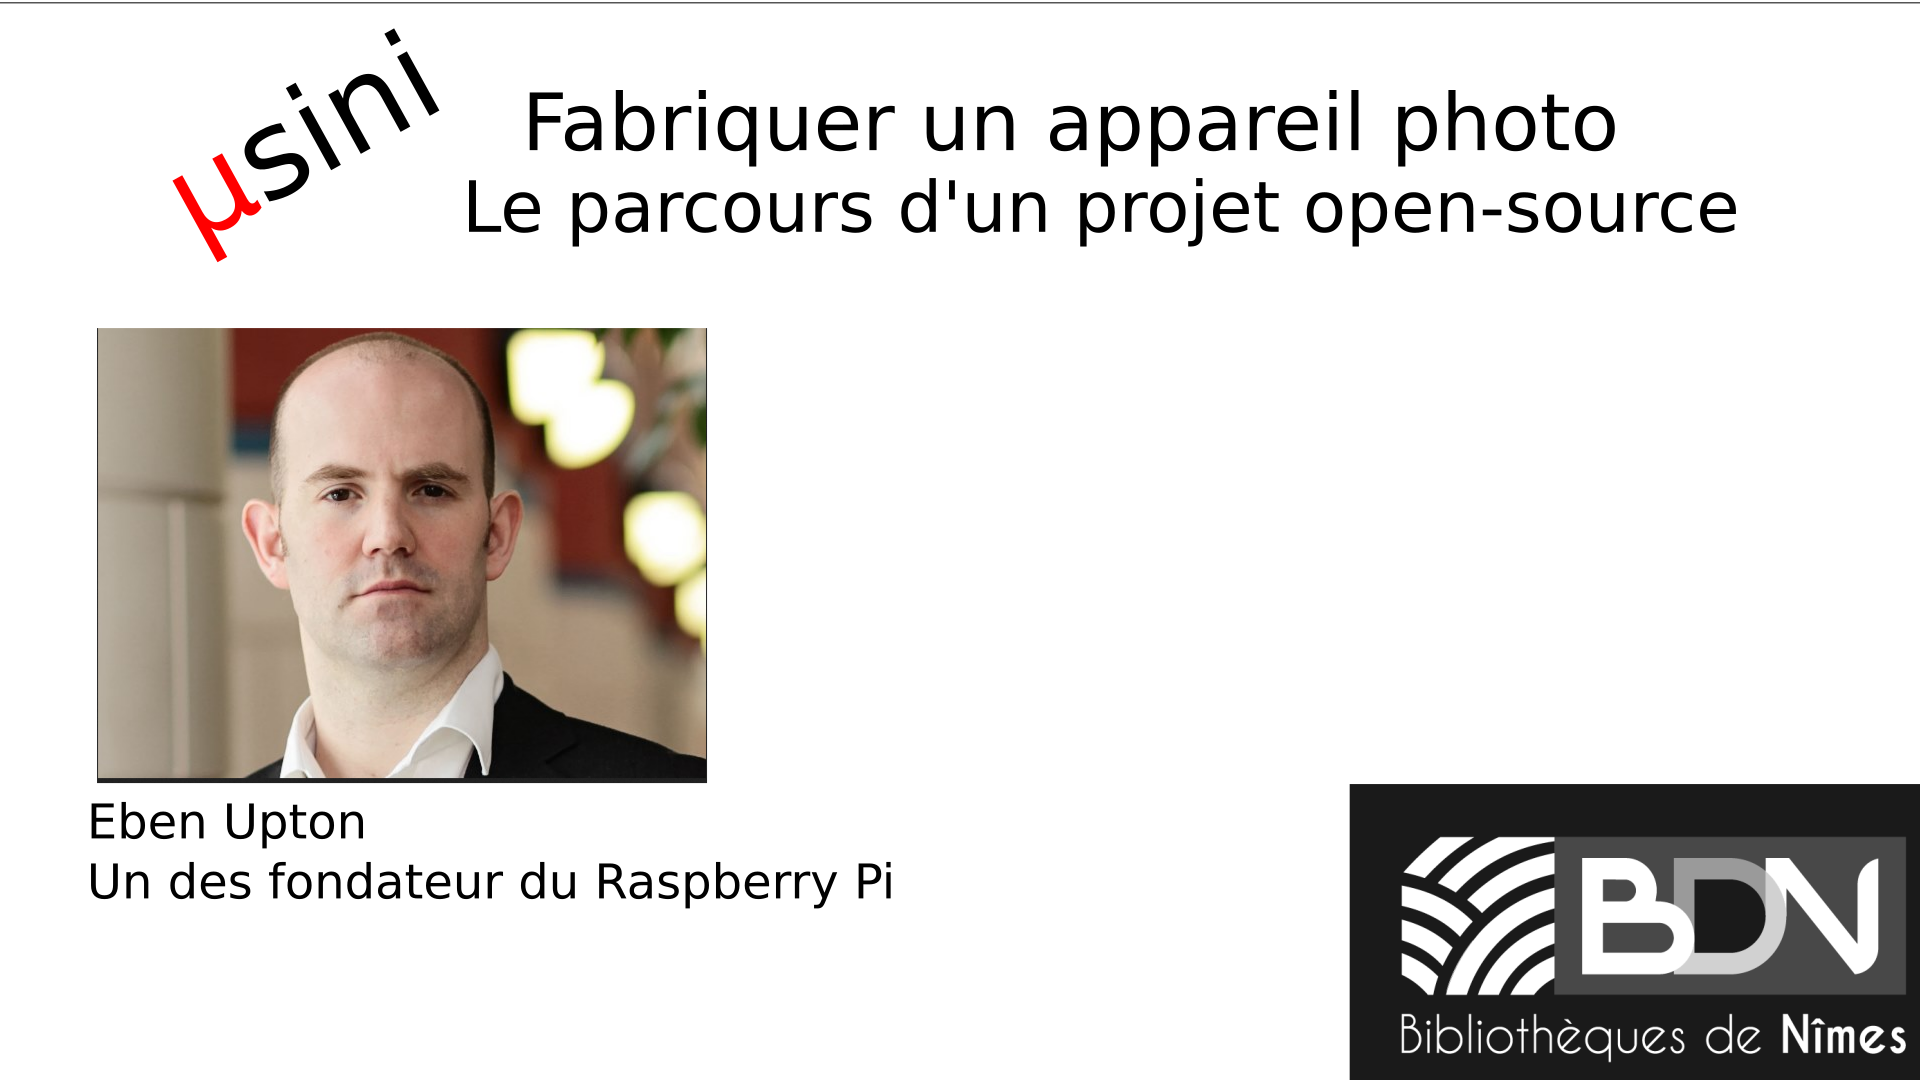 µsini
Fabriquer un appareil photo
Le parcours d'un projet open-source
Eben Upton
Un des fondateur du Raspberry Pi
BDN
Bibliothèques de Nîmes